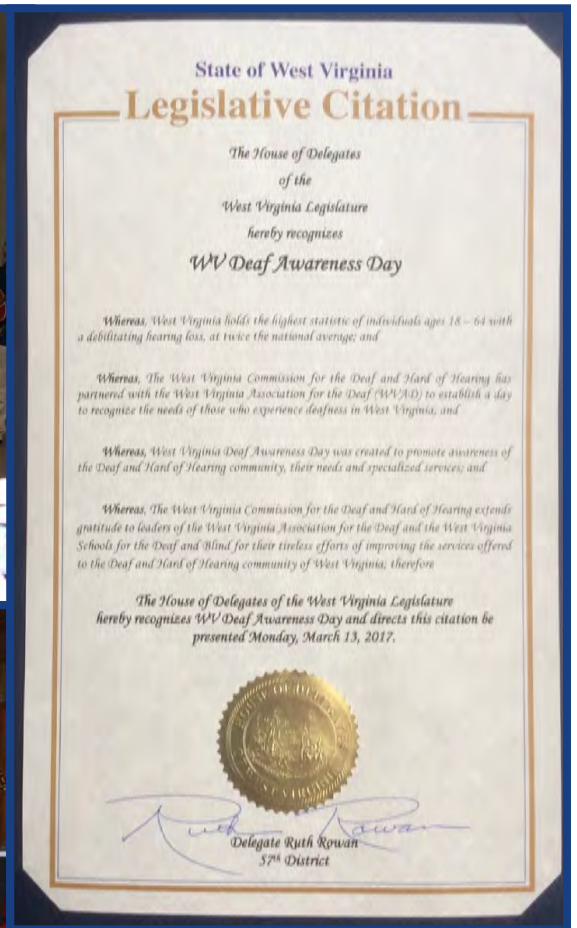 State of West Virginia
Legislative Citation
The House of Delegates
of the
West Virginia Legislature
hereby recognizes
WV Deaf Awareness Day
Whereas, West Virginia holds the highest statistic of individuals ages 18 – 64 with
a debilitating hearing loss, at twice the national average; and
Whereas, The West Virginia Commission for the Deaf and Hard of Hearing has
partnered with the West Virginia Association for the Deaf (WVAD) to establish a day
to recognize the needs of those who experience deafness in West Virginia; and
Whereas, West Virginia Deaf Awareness Day was created to promote awareness of
the Deaf and Hard of Hearing community, their needs and specialized services; and
Whereas, The West Virginia Commission for the Deaf and Hard of Hearing extends
gratitude to leaders of the West Virginia Association for the Deaf and the West Virginia
Schools for the Deaf and Blind for their tireless efforts of improving the services offered
to the Deaf and Hard of Hearing community of West Virginia; therefore
The House of Delegates of the West Virginia Legislature
hereby recognizes WV Deaf Awareness Day and directs this citation be
presented Monday, March 13, 2017.
HOUSE OF DELEGATES
WEST VIRGINIA
Ruth Rowan
Delegate Ruth Rowan
57th District